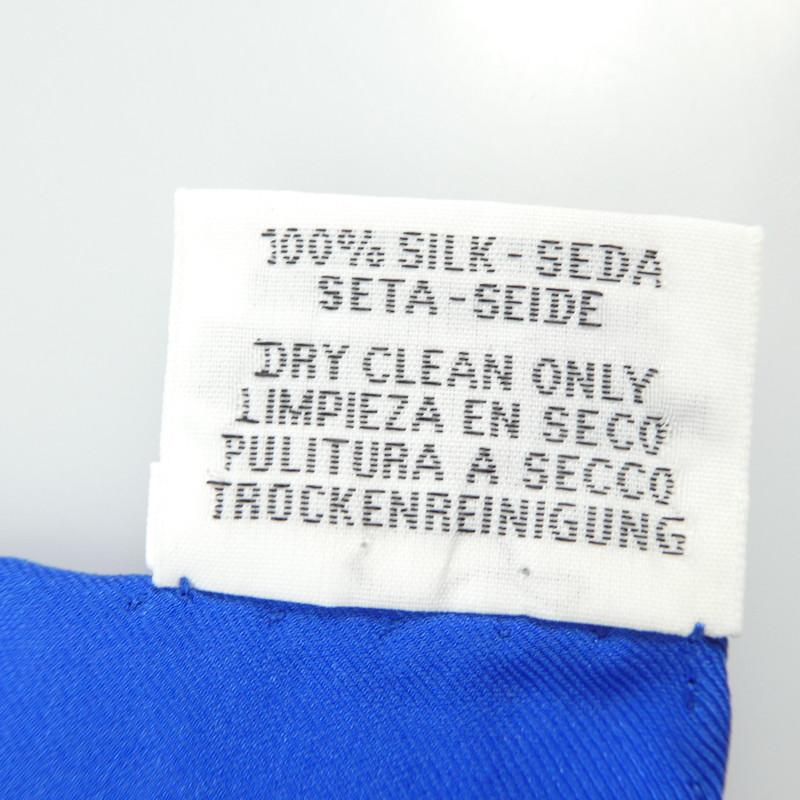 100% SILK - SEDA
SETA - SEIDE
DRY CLEAN ONLY
LIMPIEZA EN SECO
PULITURA A SECCO
TROCKENREINIGUNG